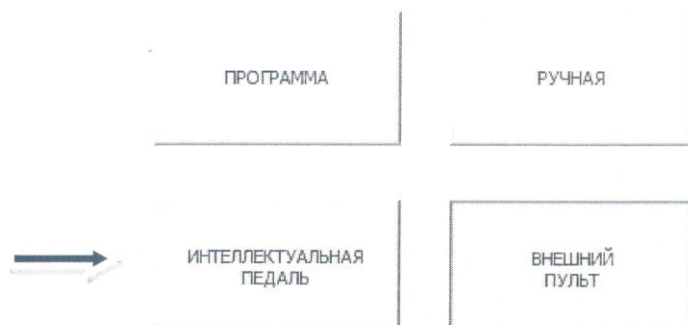 ПРОГРАММА
РУЧНАЯ
ИНТЕЛЛЕКТУАЛЬНАЯ
ПЕДАЛЬ
ВНЕШНИЙ
ПУЛЬТ